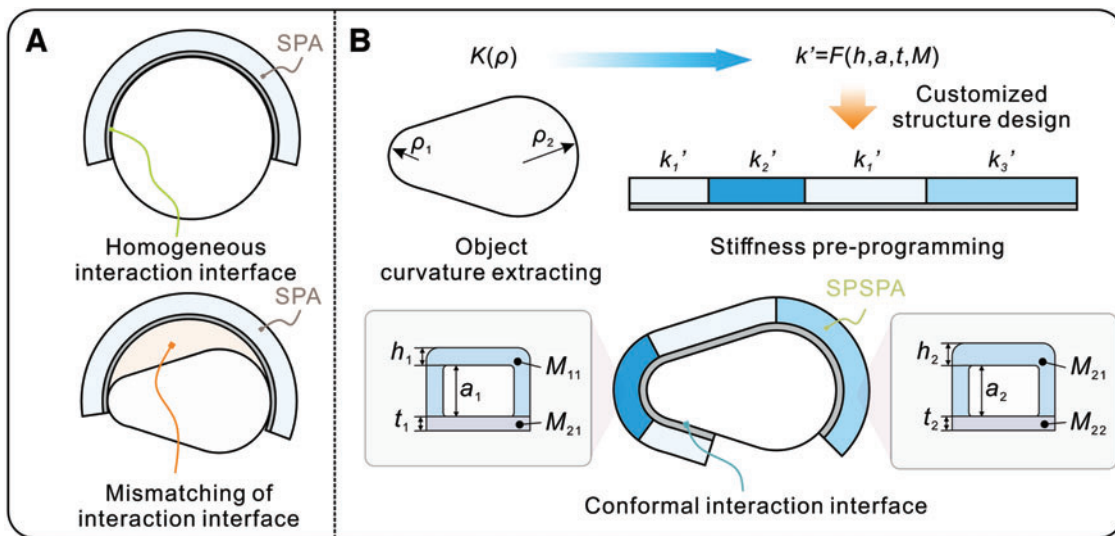 A
SPA
Homogeneous
interaction interface
SPA
Mismatching of
interaction interface
B
K(ρ)
k'=F(h,a,t,M)
Customized
structure design
ρ₁
ρ₂
k₁' k₂' k₁' k₃'
Object
curvature extracting
Stiffness pre-programming
SPSPA
h₁
a₁
t₁
M₁₁
M₂₁
h₂
a₂
t₂
M₂₁
M₂₂
Conformal interaction interface